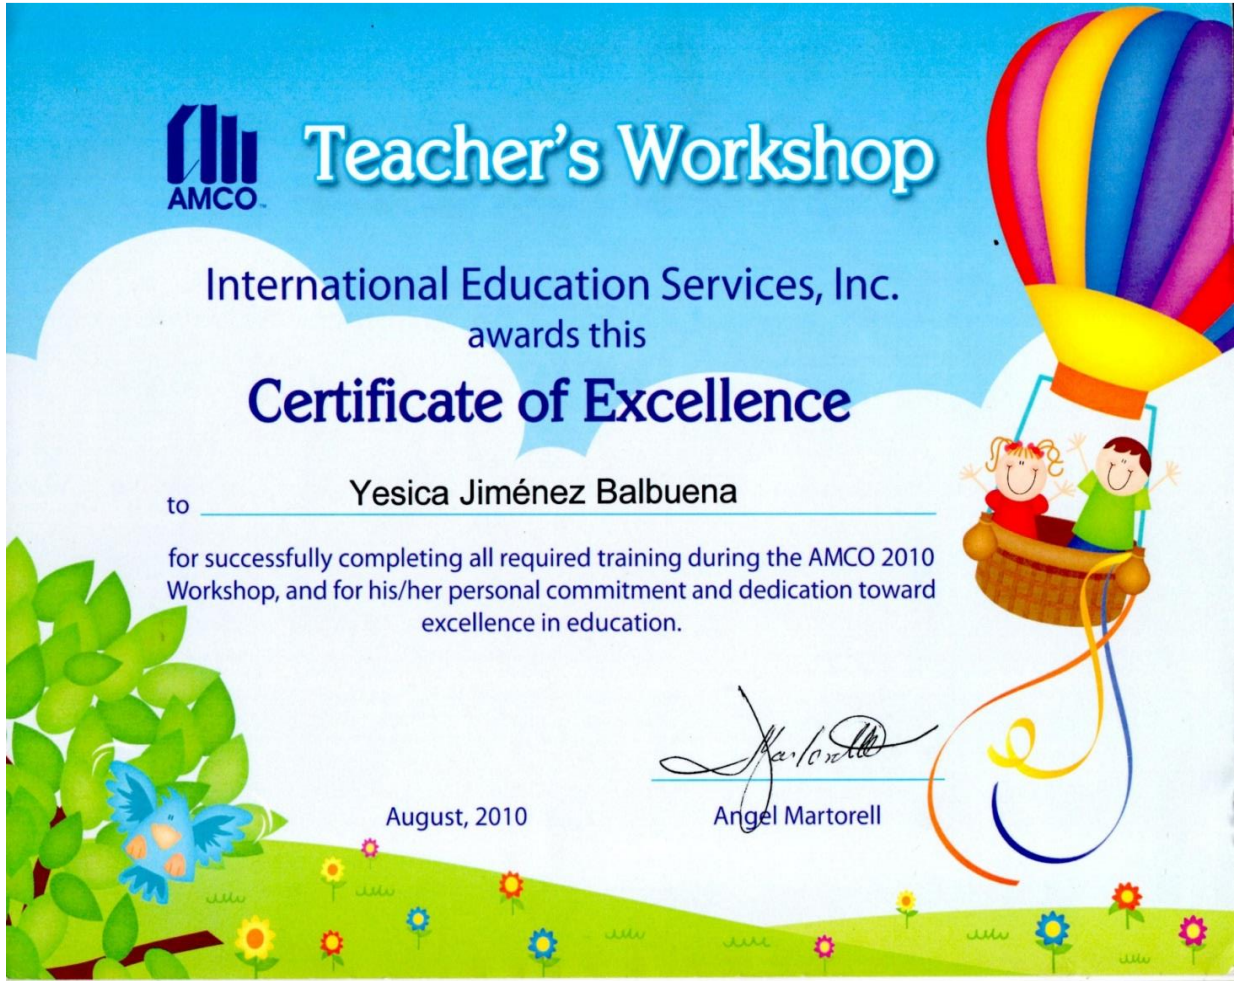 AMCO™
Teacher's Workshop
International Education Services, Inc.
awards this
Certificate of Excellence
to Yesica Jiménez Balbuena
for successfully completing all required training during the AMCO 2010
Workshop, and for his/her personal commitment and dedication toward
excellence in education.
August, 2010
Angel Martorell